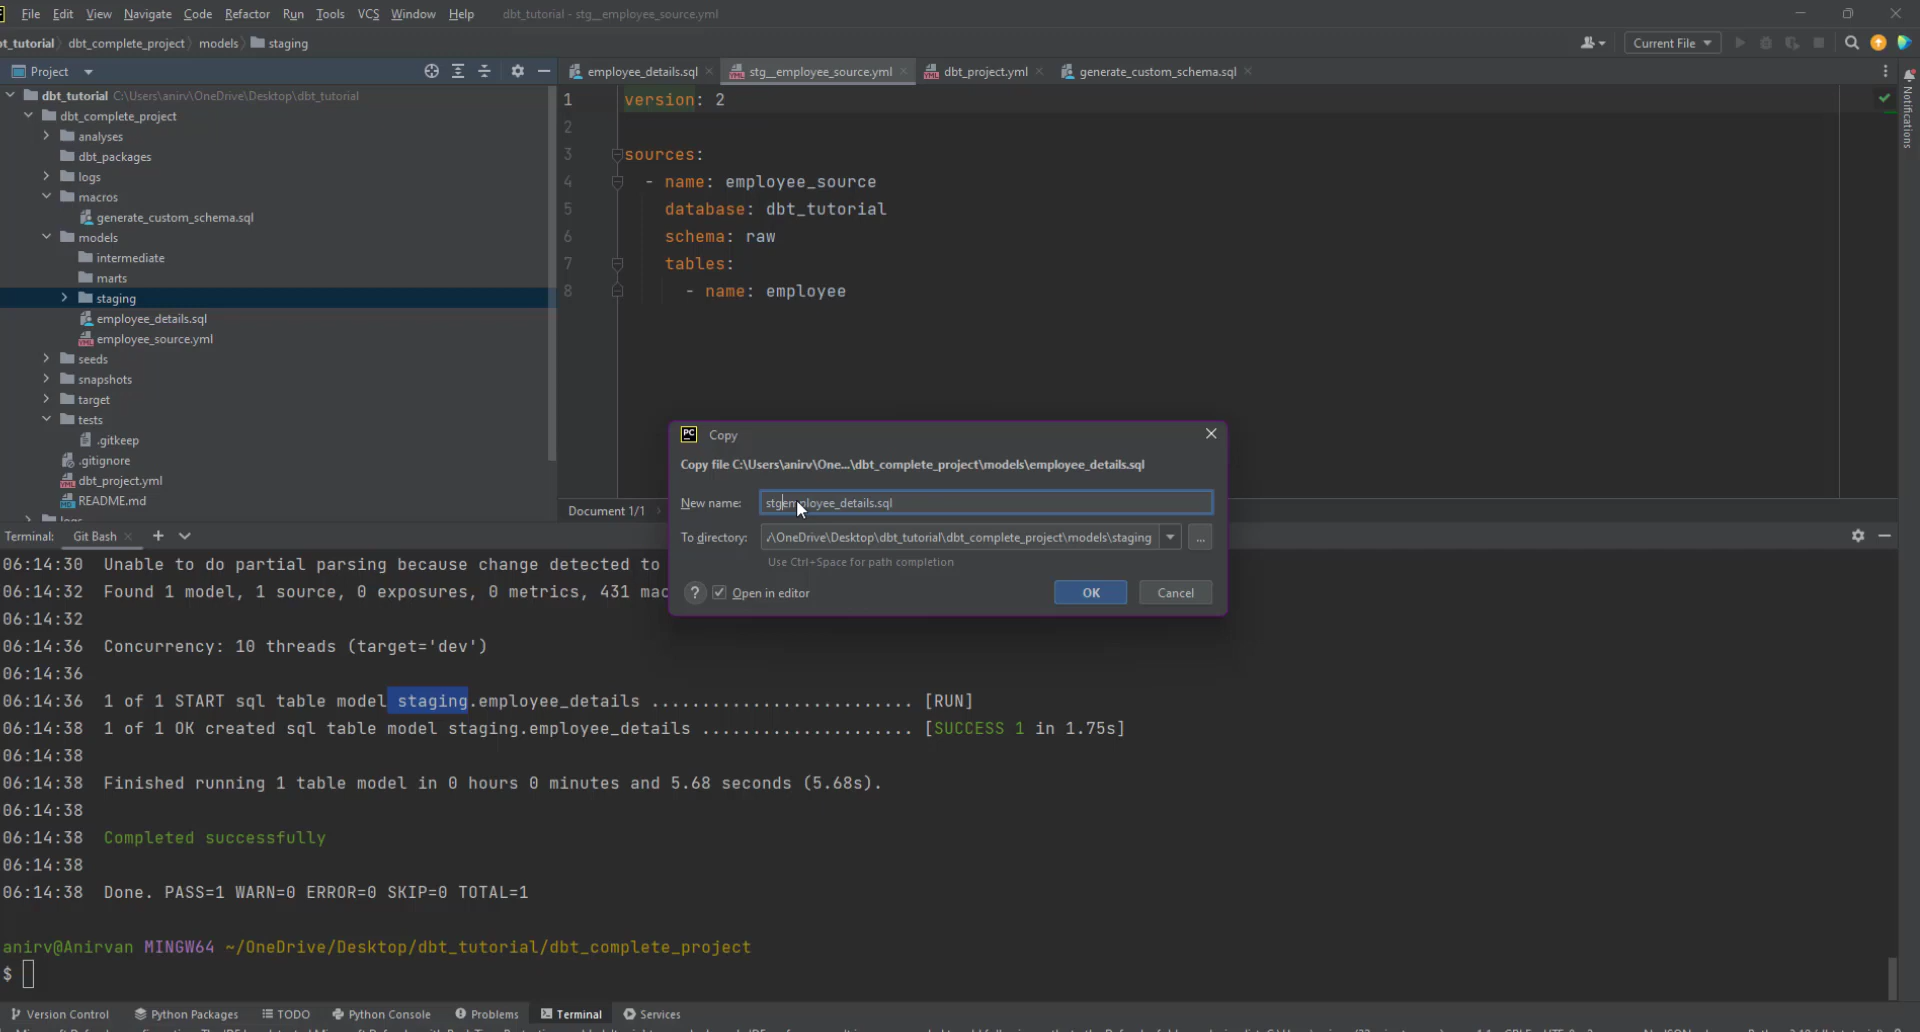 File Edit View Navigate Code Refactor Run Tools VCS Window Help dbt_tutorial - stg__employee_source.yml
dbt_complete_project models staging
Current File
Project
employee_details.sql
stg__employee_source.yml
dbt_project.yml
generate_custom_schema.sql
dbt_tutorial C:\Users\anirv\OneDrive\Desktop\dbt_tutorial
dbt_complete_project
analyses
dbt_packages
logs
macros
generate_custom_schema.sql
models
intermediate
marts
staging
employee_details.sql
employee_source.yml
seeds
snapshots
target
tests
.gitkeep
.gitignore
dbt_project.yml
README.md
1 version: 2
2
3 sources:
4 - name: employee_source
5 database: dbt_tutorial
6 schema: raw
7 tables:
8 - name: employee
Notifications
Document 1/1
PC Copy
Copy file C:\Users\anirv\One...\dbt_complete_project\models\employee_details.sql
New name:
To directory: \OneDrive\Desktop\dbt_tutorial\dbt_complete_project\models\staging
...
Use Ctrl+Space for path completion
? Open in editor
OK
Cancel
Terminal: Git Bash
06:14:30 Unable to do partial parsing because change detected to
06:14:32 Found 1 model, 1 source, 0 exposures, 0 metrics, 431
06:14:32
06:14:36 Concurrency: 10 threads (target='dev')
06:14:36
06:14:36 1 of 1 START sql table model staging.employee_details .......................... [RUN]
06:14:38 1 of 1 OK created sql table model staging.employee_details ..................... [SUCCESS 1 in 1.75s]
06:14:38
06:14:38 Finished running 1 table model in 0 hours 0 minutes and 5.68 seconds (5.68s).
06:14:38
06:14:38 Completed successfully
06:14:38
06:14:38 Done. PASS=1 WARN=0 ERROR=0 SKIP=0 TOTAL=1
anirv@Anirvan MINGW64 ~/OneDrive/Desktop/dbt_tutorial/dbt_complete_project
$
Version Control Python Packages TODO Python Console Problems Terminal Services